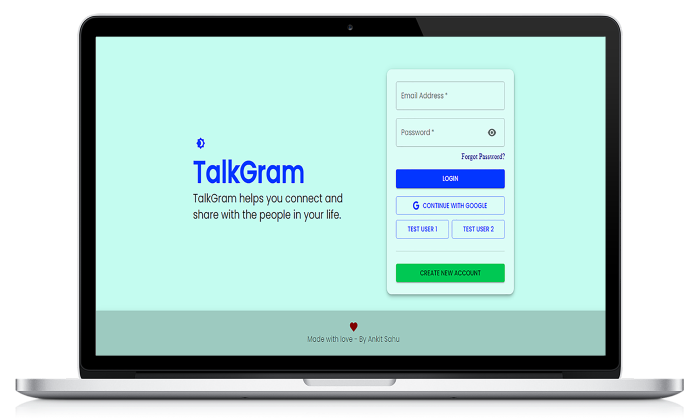 TalkGram
TalkGram helps you connect and
share with the people in your life.
Email Address *
Password *
Forgot Password?
LOGIN
G CONTINUE WITH GOOGLE
TEST USER 1
TEST USER 2
CREATE NEW ACCOUNT
Made with love - By Ankit Sahu